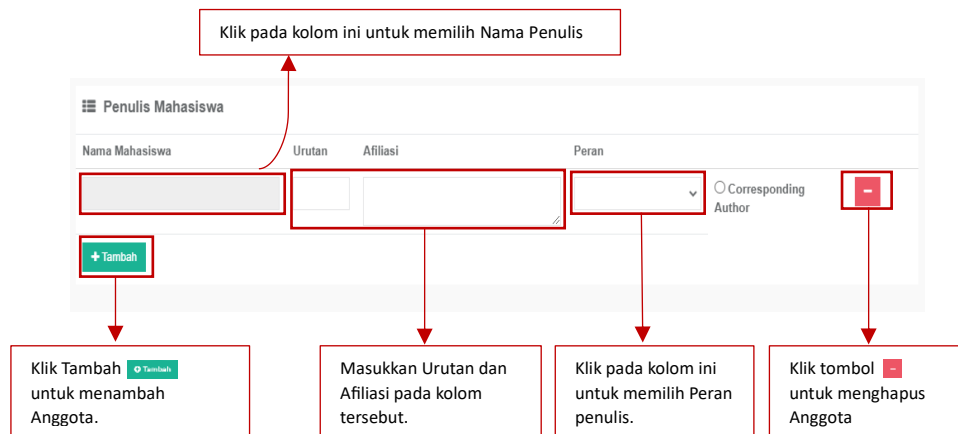 Klik pada kolom ini untuk memilih Nama Penulis
Penulis Mahasiswa
Nama Mahasiswa Urutan Afiliasi Peran
Corresponding
Author
-
+ Tambah
Klik Tambah Tambah
untuk menambah
Anggota.
Masukkan Urutan dan
Afiliasi pada kolom
tersebut.
Klik pada kolom ini
untuk memilih Peran
penulis.
Klik tombol -
untuk menghapus
Anggota